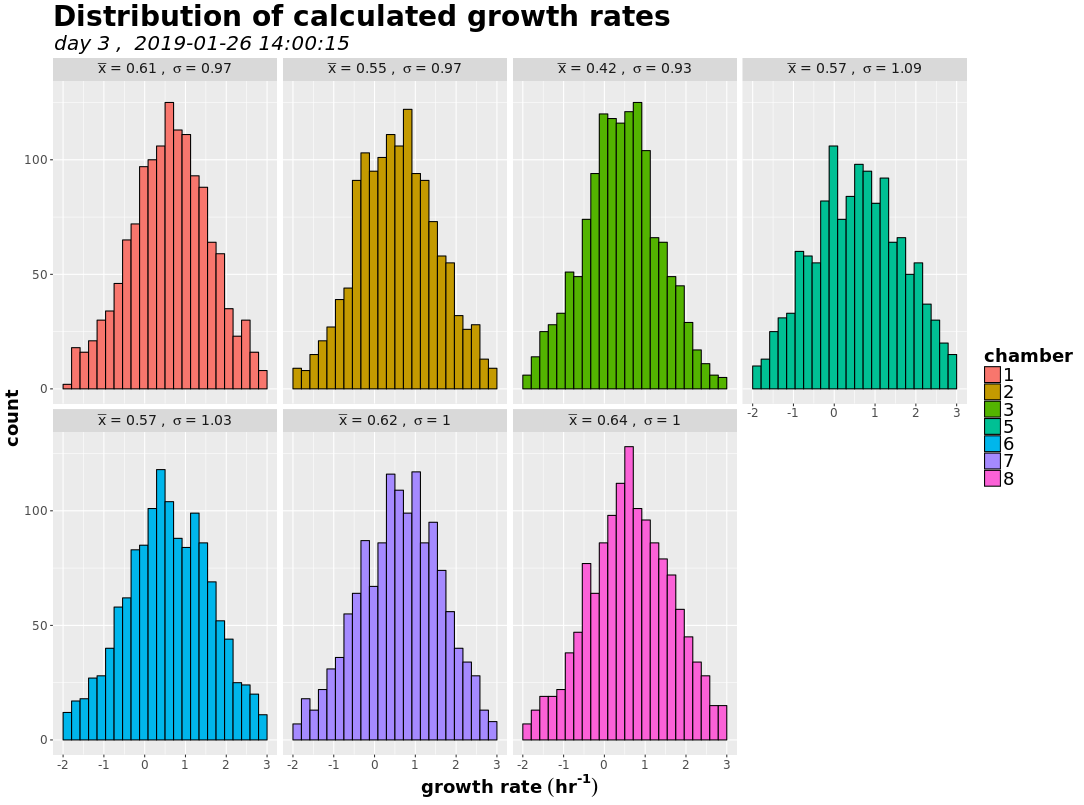 Distribution of calculated growth rates
day 3 ,  2019-01-26 14:00:15
x̅ = 0.61 ,  σ = 0.97
x̅ = 0.55 ,  σ = 0.97
x̅ = 0.42 ,  σ = 0.93
x̅ = 0.57 ,  σ = 1.09
100
50
0
-2 -1 0 1 2 3
x̅ = 0.57 ,  σ = 1.03
x̅ = 0.62 ,  σ = 1
x̅ = 0.64 ,  σ = 1
100
50
0
-2 -1 0 1 2 3
-2 -1 0 1 2 3
-2 -1 0 1 2 3
count
growth rate (hr⁻¹)
chamber
1
2
3
5
6
7
8